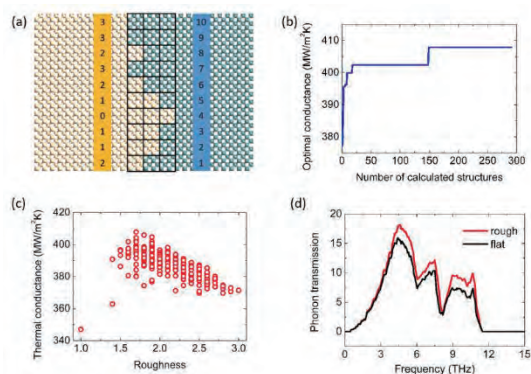 (a)
3 10
3 9
2 8
3 7
2 6
1 5
0 4
1 3
1 2
2 1
(b)
Optimal conductance (MW/m²K)
410
400
390
375
0 50 100 150 200 250 300
Number of calculated structures
(c)
Thermal conductance (MW/m²K)
420
400
380
360
340
1.0 1.5 2.0 2.5 3.0
Roughness
(d)
Phonon transmission
20
15
10
5
0
rough
flat
0 3 6 9 12 15
Frequency (THz)